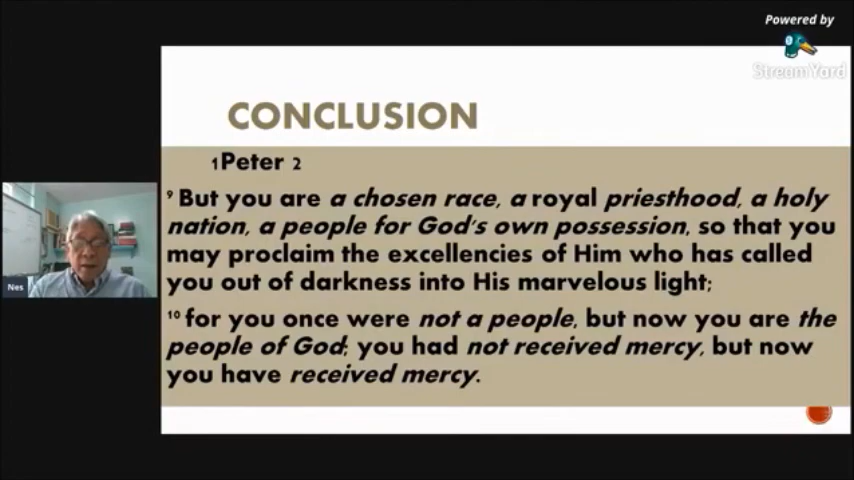 Powered by
StreamYard
CONCLUSION
1Peter 2
9 But you are a chosen race, a royal priesthood, a holy
nation, a people for God's own possession, so that you
may proclaim the excellencies of Him who has called
you out of darkness into His marvelous light;
10 for you once were not a people, but now you are the
people of God; you had not received mercy, but now
you have received mercy.
Nes